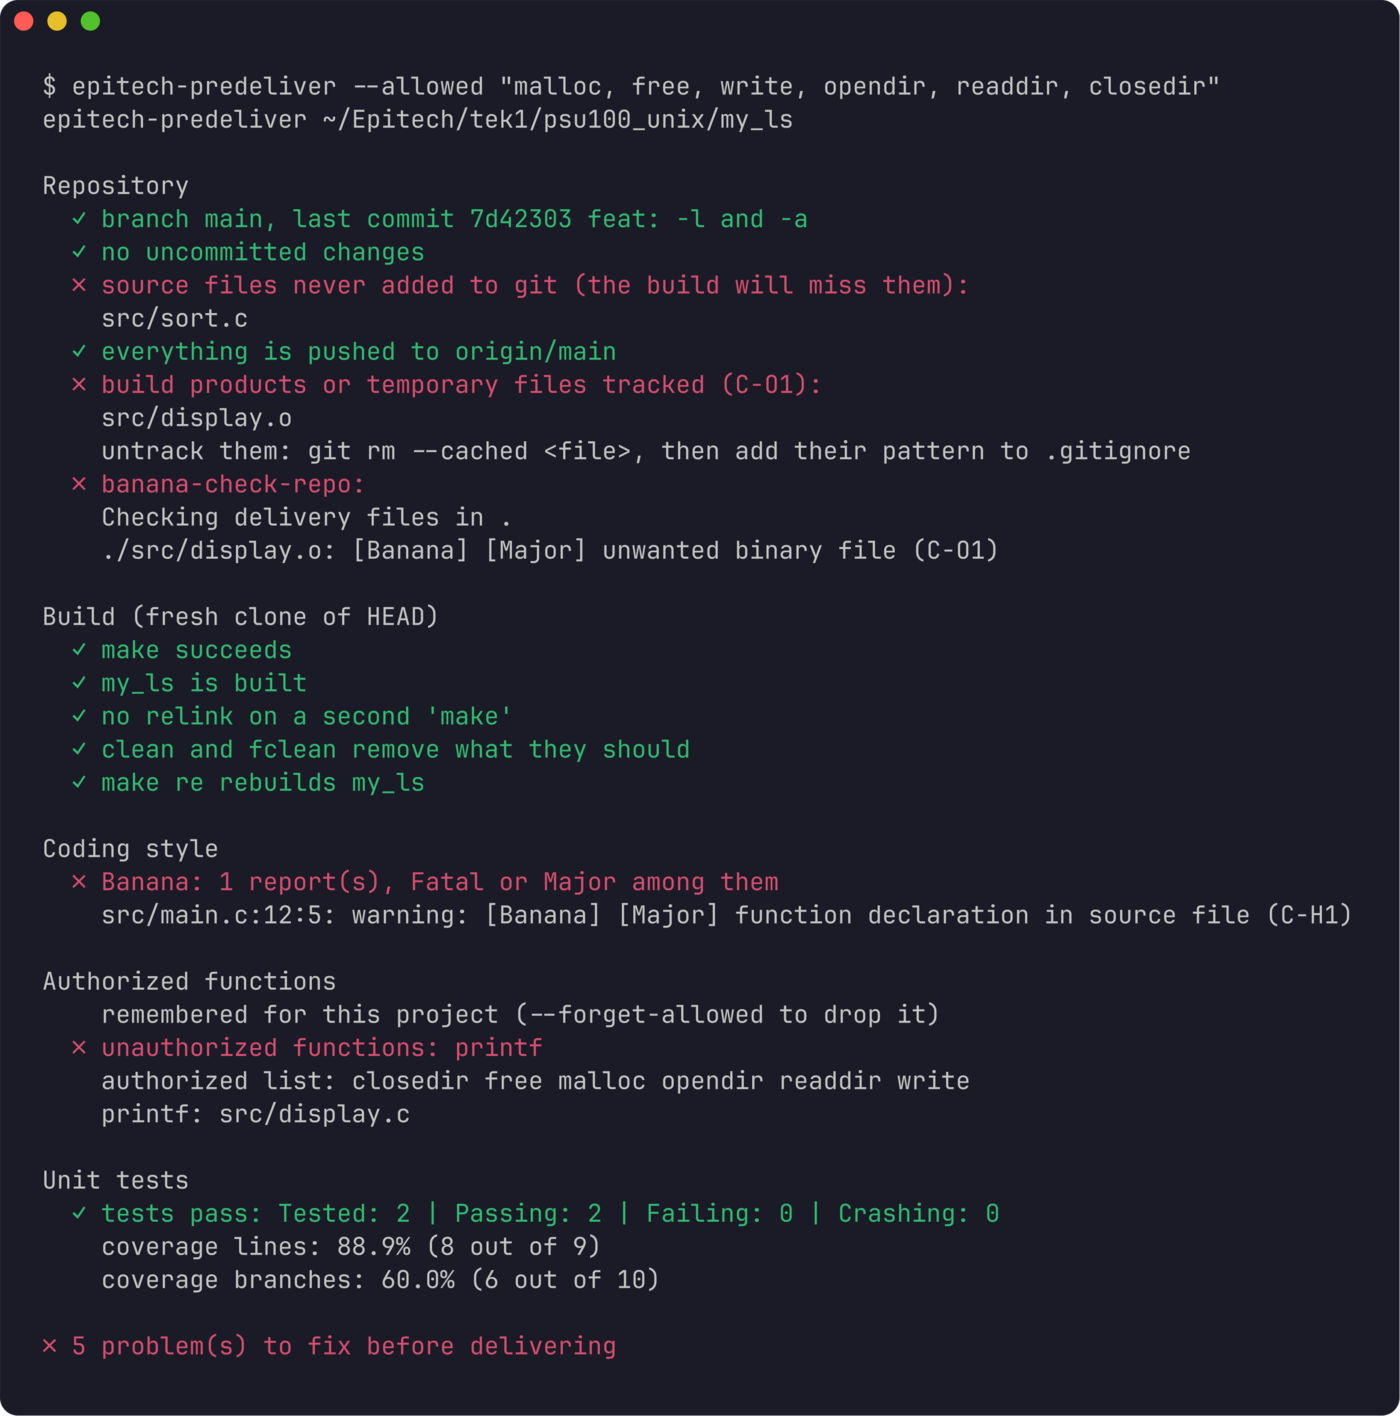 $ epitech-predeliver --allowed "malloc, free, write, opendir, readdir, closedir"
epitech-predeliver ~/Epitech/tek1/psu100_unix/my_ls
Repository
✓ branch main, last commit 7d42303 feat: -l and -a
✓ no uncommitted changes
✕ source files never added to git (the build will miss them):
src/sort.c
✓ everything is pushed to origin/main
✕ build products or temporary files tracked (C-O1):
src/display.o
untrack them: git rm --cached <file>, then add their pattern to .gitignore
✕ banana-check-repo:
Checking delivery files in .
./src/display.o: [Banana] [Major] unwanted binary file (C-O1)
Build (fresh clone of HEAD)
✓ make succeeds
✓ my_ls is built
✓ no relink on a second 'make'
✓ clean and fclean remove what they should
✓ make re rebuilds my_ls
Coding style
✕ Banana: 1 report(s), Fatal or Major among them
src/main.c:12:5: warning: [Banana] [Major] function declaration in source file (C-H1)
Authorized functions
remembered for this project (--forget-allowed to drop it)
✕ unauthorized functions: printf
authorized list: closedir free malloc opendir readdir write
printf: src/display.c
Unit tests
✓ tests pass: Tested: 2 | Passing: 2 | Failing: 0 | Crashing: 0
coverage lines: 88.9% (8 out of 9)
coverage branches: 60.0% (6 out of 10)
✕ 5 problem(s) to fix before delivering